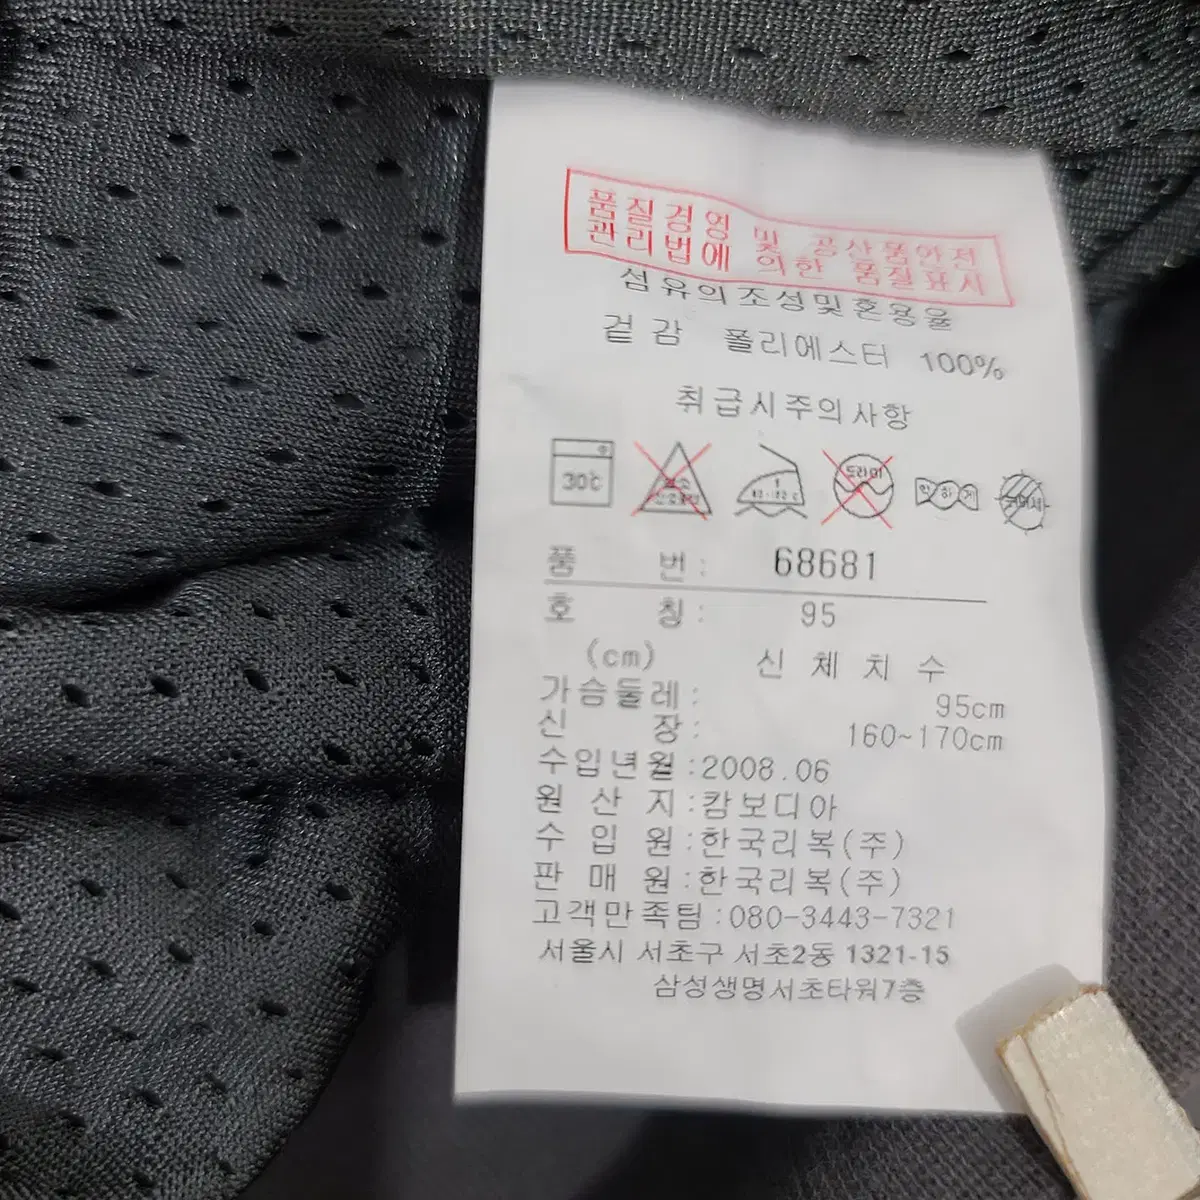 품질경영 및 공산품안전
관리법에 의한 품질표시
섬유의조성및혼용율
겉감 폴리에스터 100%
취급시주의사항
30℃
드라이
약하게
품 번: 68681
호 칭: 95
(cm) 신체치수
가슴둘레: 95cm
신 장: 160~170cm
수입년월:2008.06
원 산 지:캄보디아
수 입 원:한국리복(주)
판 매 원:한국리복(주)
고객만족팀:080-3443-7321
서울시 서초구 서초2동 1321-15
삼성생명서초타워7층